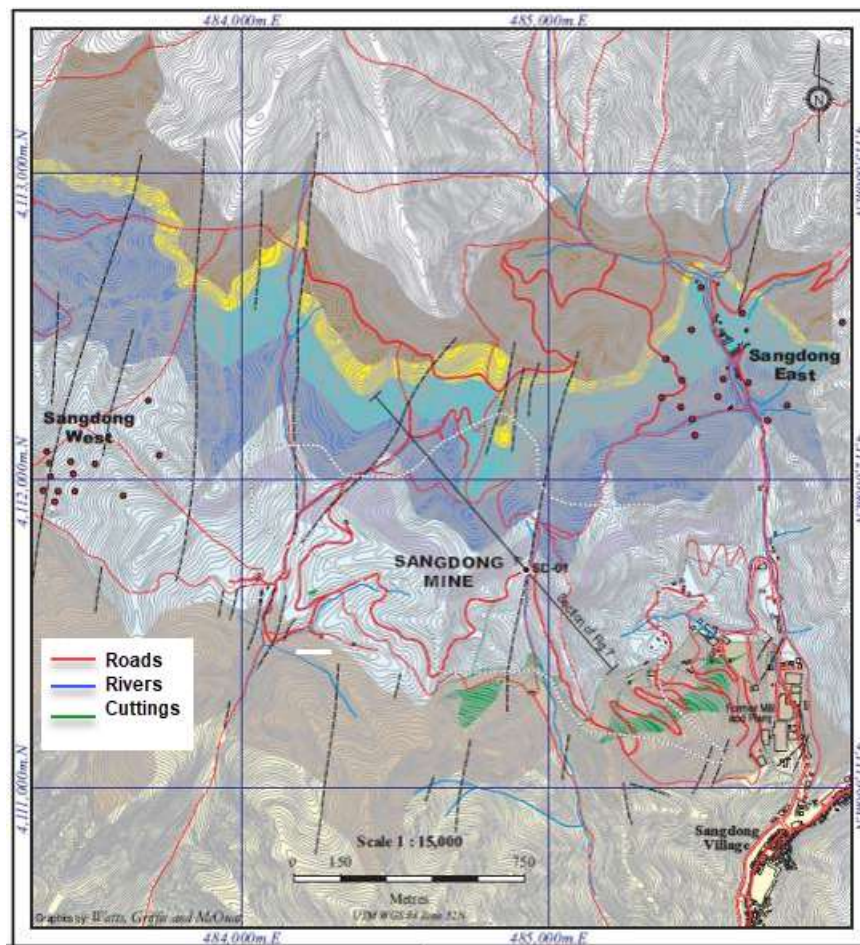 484,000m.E
485,000m.E
N
4,113,000m.N
Sangdong
East
Sangdong
West
4,112,000m.N
SANGDONG
MINE
SD-01
Section of Fig.7
Roads
Rivers
Cuttings
Former Mill
and Plant
4,111,000m.N
Sangdong
Village
Scale 1 : 15,000
0 150 750
Metres
UTM WGS 84 Zone 52N
Graphics by: Watts, Griffis and McOuat
484,000m.E
485,000m.E